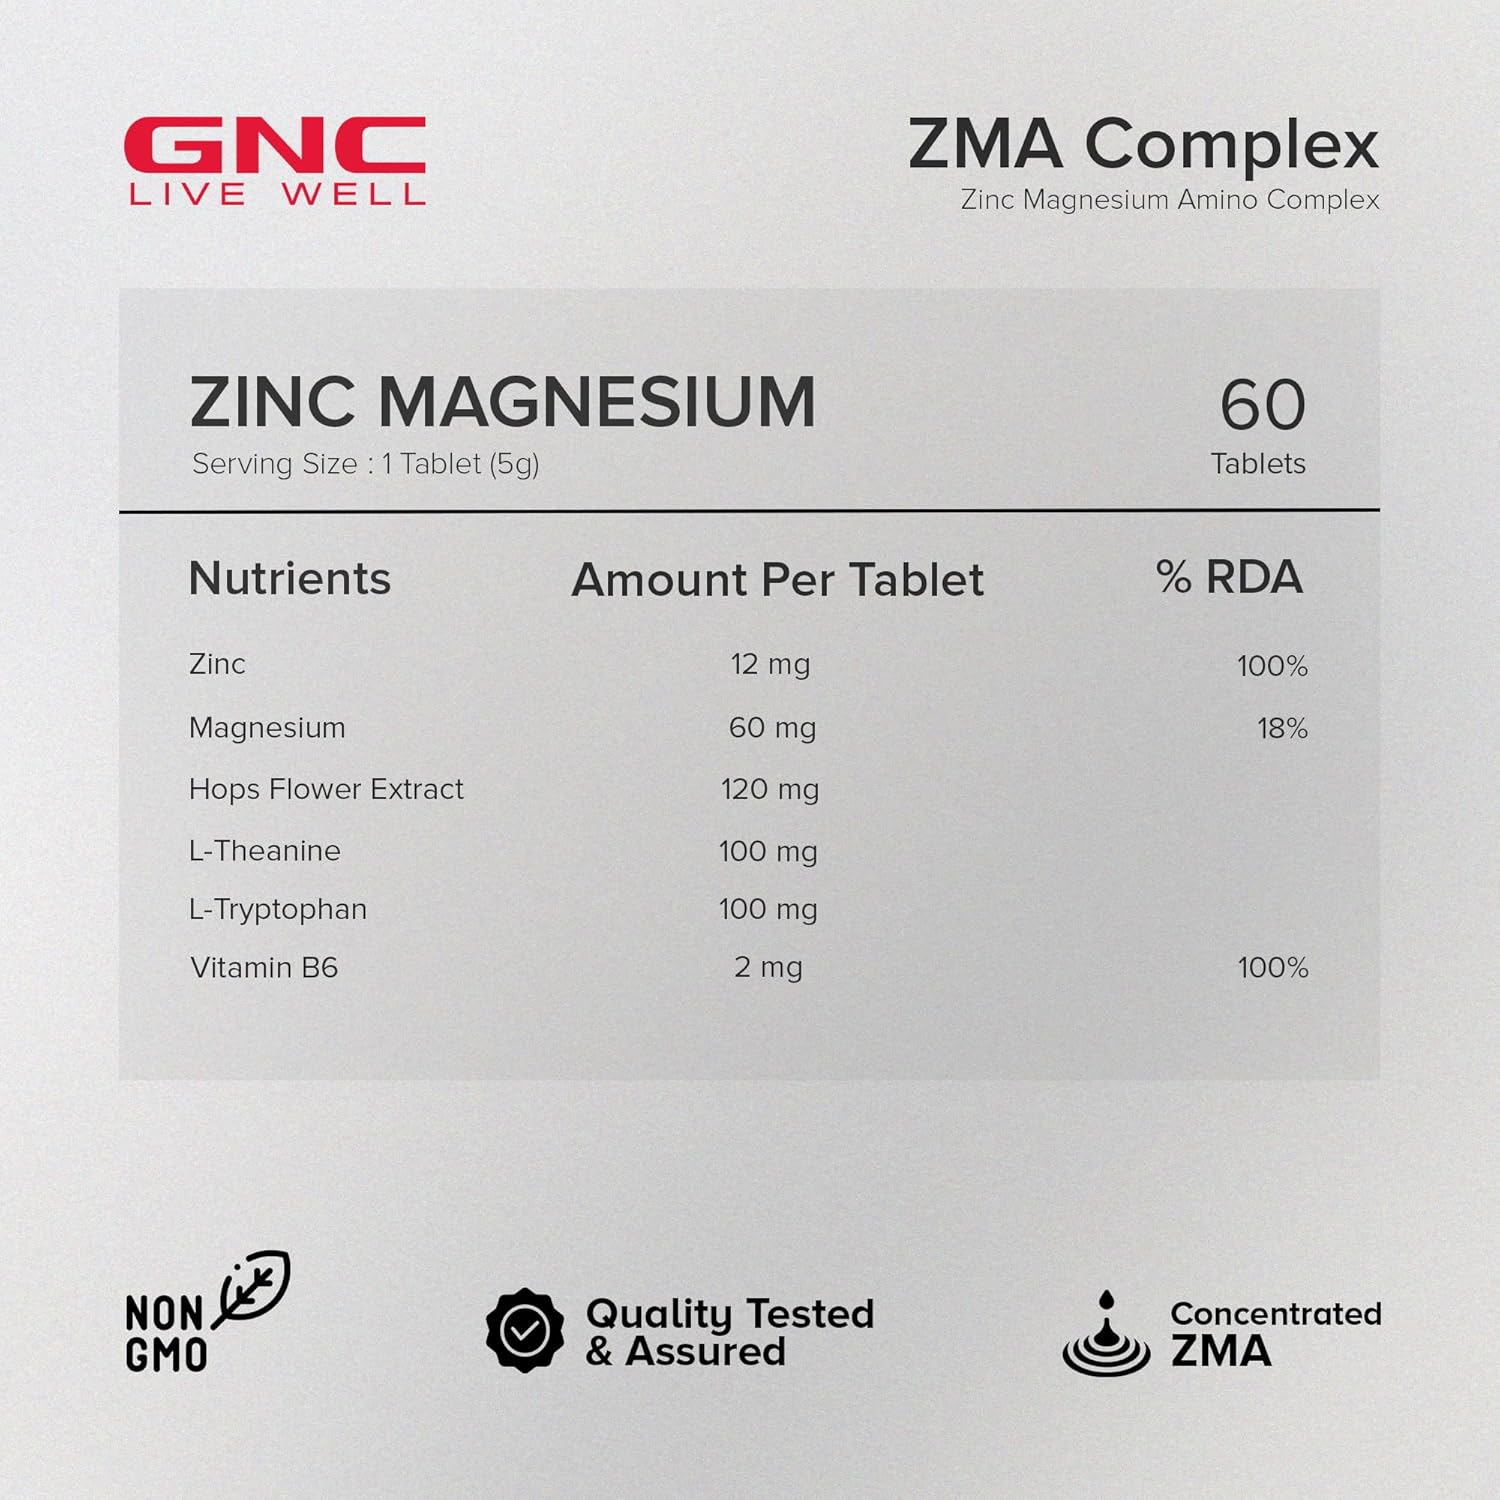 GNC
LIVE WELL
ZMA Complex
Zinc Magnesium Amino Complex
ZINC MAGNESIUM
Serving Size : 1 Tablet (5g)
60
Tablets
Nutrients Amount Per Tablet % RDA
Zinc 12 mg 100%
Magnesium 60 mg 18%
Hops Flower Extract 120 mg
L-Theanine 100 mg
L-Tryptophan 100 mg
Vitamin B6 2 mg 100%
NON
GMO
Quality Tested
& Assured
Concentrated
ZMA